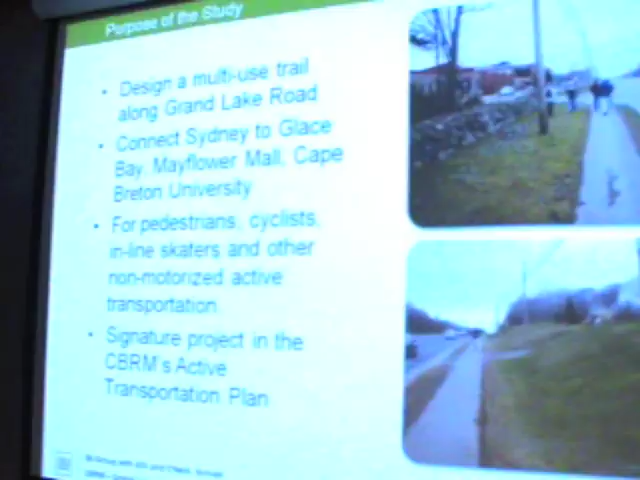 Purpose of the Study
• Design a multi-use trail
along Grand Lake Road
• Connect Sydney to Glace
Bay, Mayflower Mall, Cape
Breton University
• For pedestrians, cyclists,
in-line skaters and other
non-motorized active
transportation
• Signature project in the
CBRM's Active
Transportation Plan